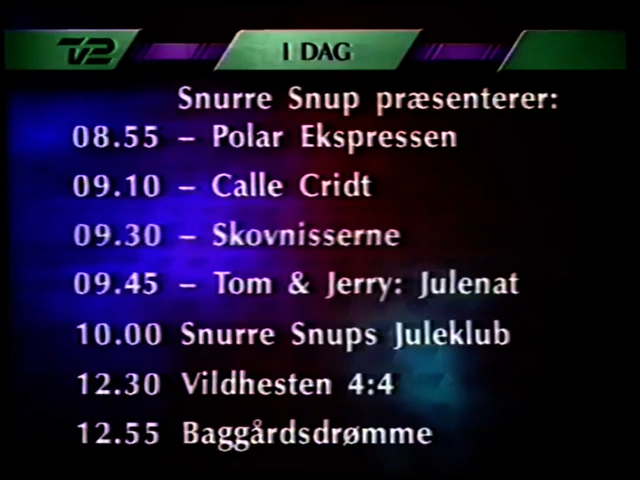 TV2
I DAG
Snurre Snup præsenterer:
08.55 – Polar Ekspressen
09.10 – Calle Cridt
09.30 – Skovnisserne
09.45 – Tom & Jerry: Julenat
10.00 Snurre Snups Juleklub
12.30 Vildhesten 4:4
12.55 Baggårdsdrømme